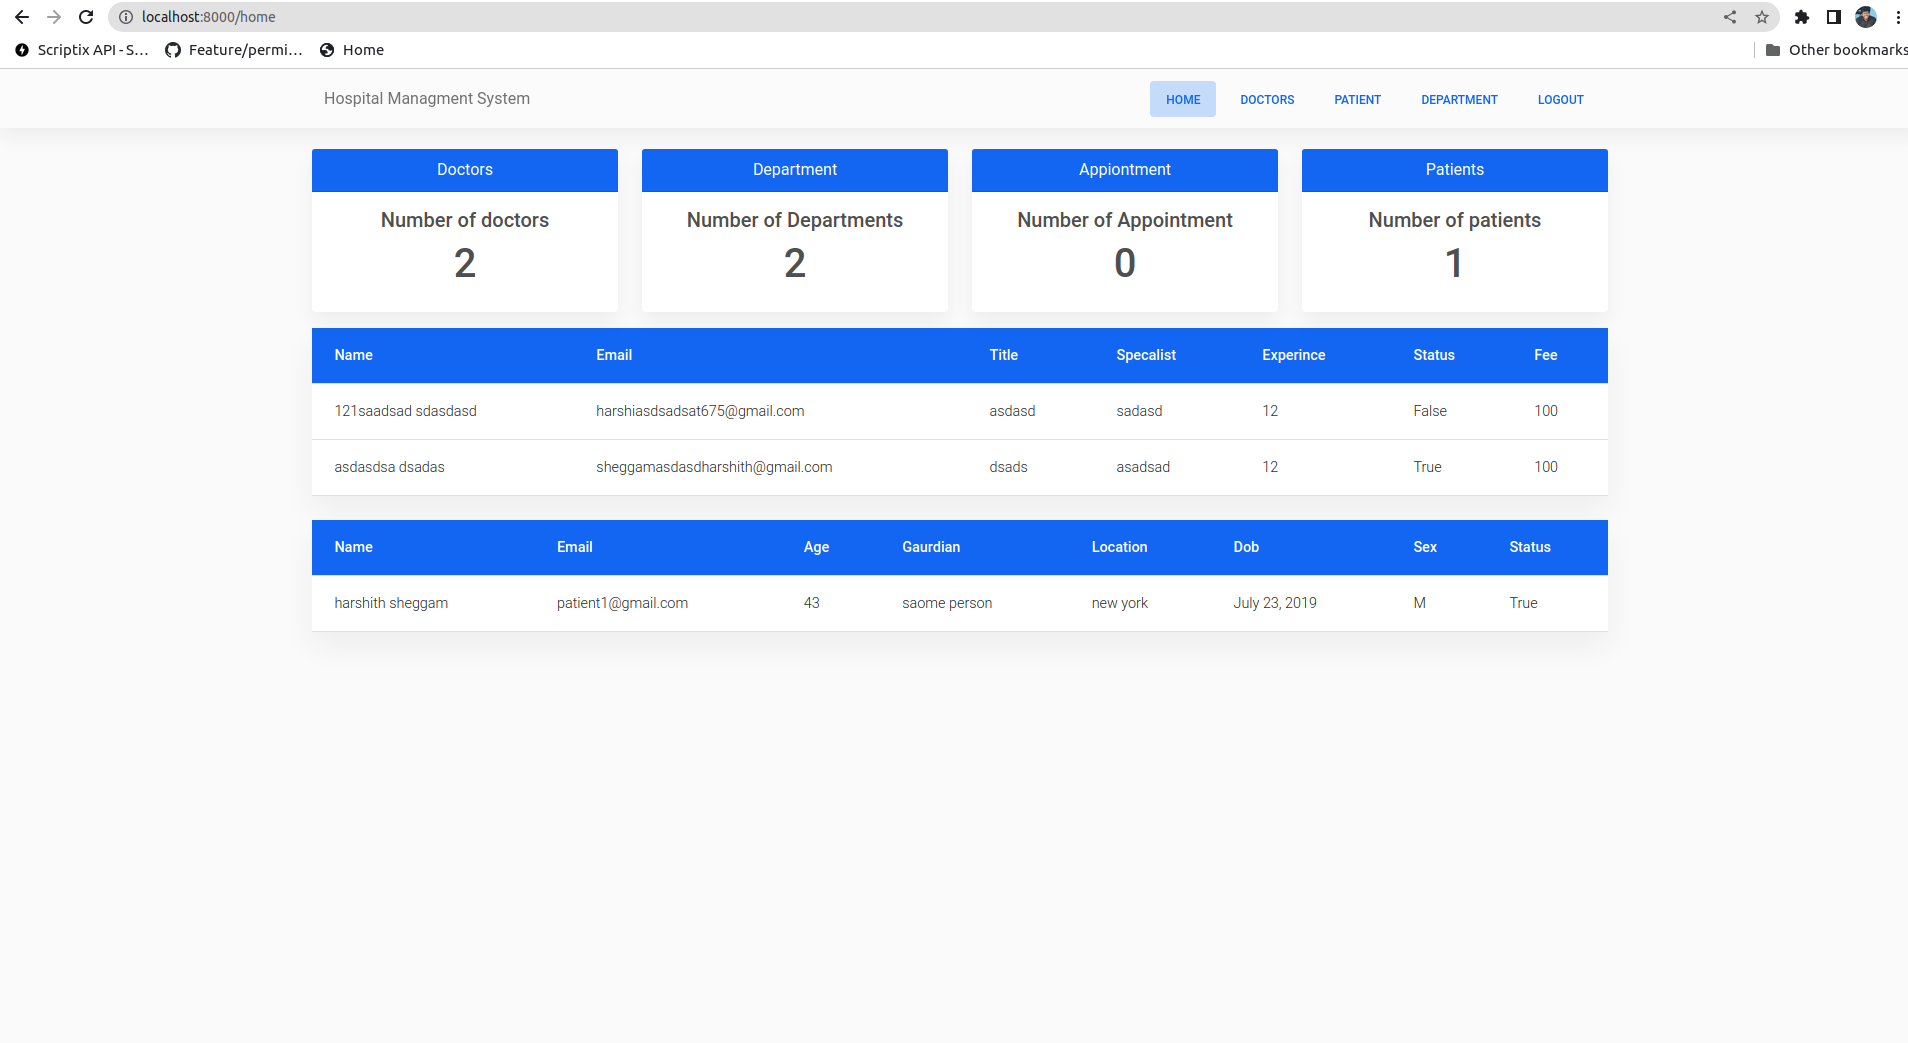 localhost:8000/home
Scriptix API - S... Feature/permi... Home Other bookmarks
Hospital Managment System HOME DOCTORS PATIENT DEPARTMENT LOGOUT
Doctors Department Appiontment Patients
Number of doctors Number of Departments Number of Appointment Number of patients
2 2 0 1
Name Email Title Specalist Experince Status Fee
121saadsad sdasdasd harshiasdsadsat675@gmail.com asdasd sadasd 12 False 100
asdasdsa dsadas sheggamasdasdharshith@gmail.com dsads asadsad 12 True 100
Name Email Age Gaurdian Location Dob Sex Status
harshith sheggam patient1@gmail.com 43 saome person new york July 23, 2019 M True